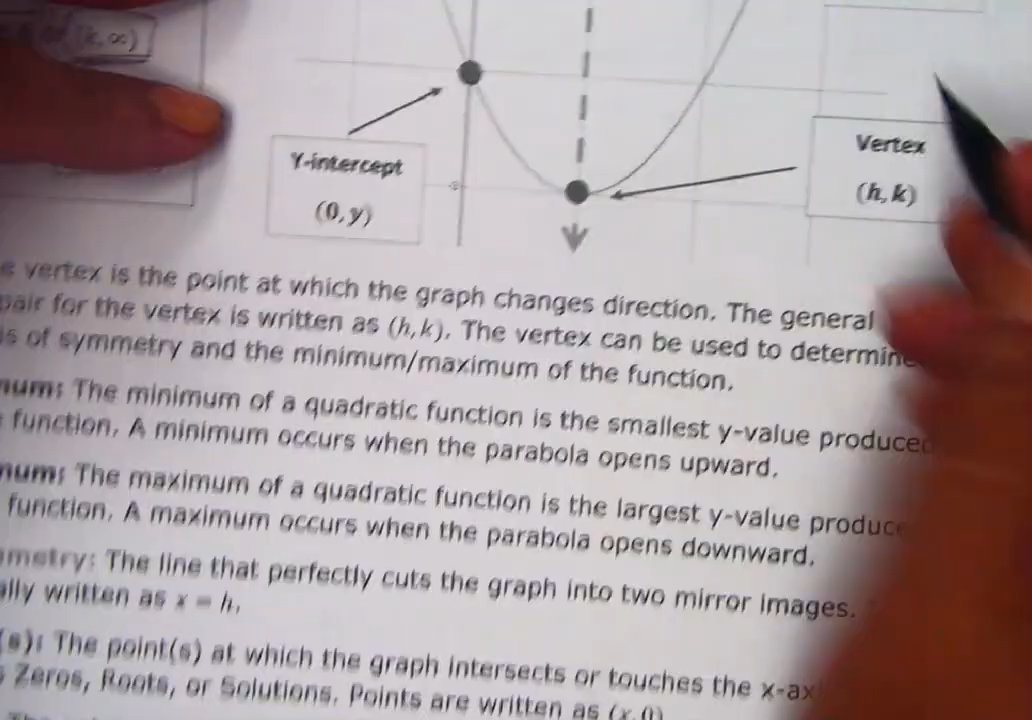 (k, ∞)
Y-intercept
(0, y)
Vertex
(h, k)
vertex is the point at which the graph changes direction. The general
pair for the vertex is written as (h, k). The vertex can be used to determine
of symmetry and the minimum/maximum of the function.
The minimum of a quadratic function is the smallest y-value produced
function. A minimum occurs when the parabola opens upward.
The maximum of a quadratic function is the largest y-value produce
function. A maximum occurs when the parabola opens downward.
The line that perfectly cuts the graph into two mirror images.
written as x = h.
(s): The point(s) at which the graph intersects or touches the x-ax
Zeros, Roots, or Solutions. Points are written as (x, 0)